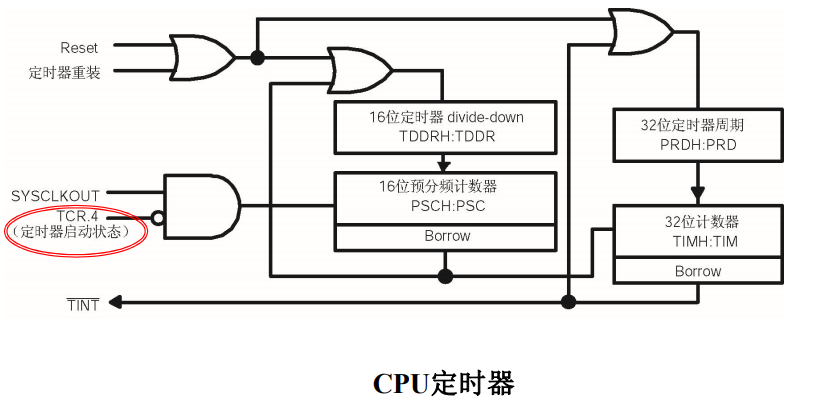 Reset
定时器重装
16位定时器 divide-down
TDDRH:TDDR
32位定时器周期
PRDH:PRD
SYSCLKOUT
TCR.4
（定时器启动状态）
16位预分频计数器
PSCH:PSC
Borrow
32位计数器
TIMH:TIM
Borrow
TINT
CPU定时器